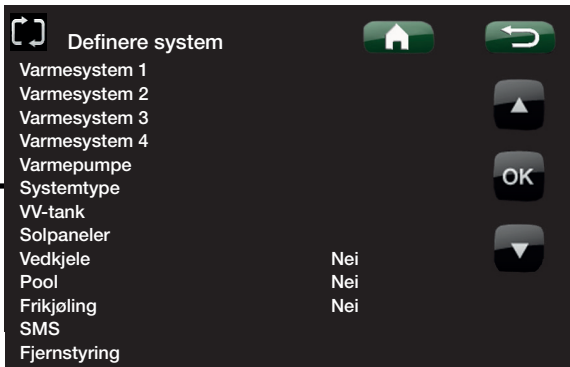 Definere system
Varmesystem 1
Varmesystem 2
Varmesystem 3
Varmesystem 4
Varmepumpe
Systemtype
VV-tank
Solpaneler
Vedkjele Nei
Pool Nei
Frikjøling Nei
SMS
Fjernstyring
OK